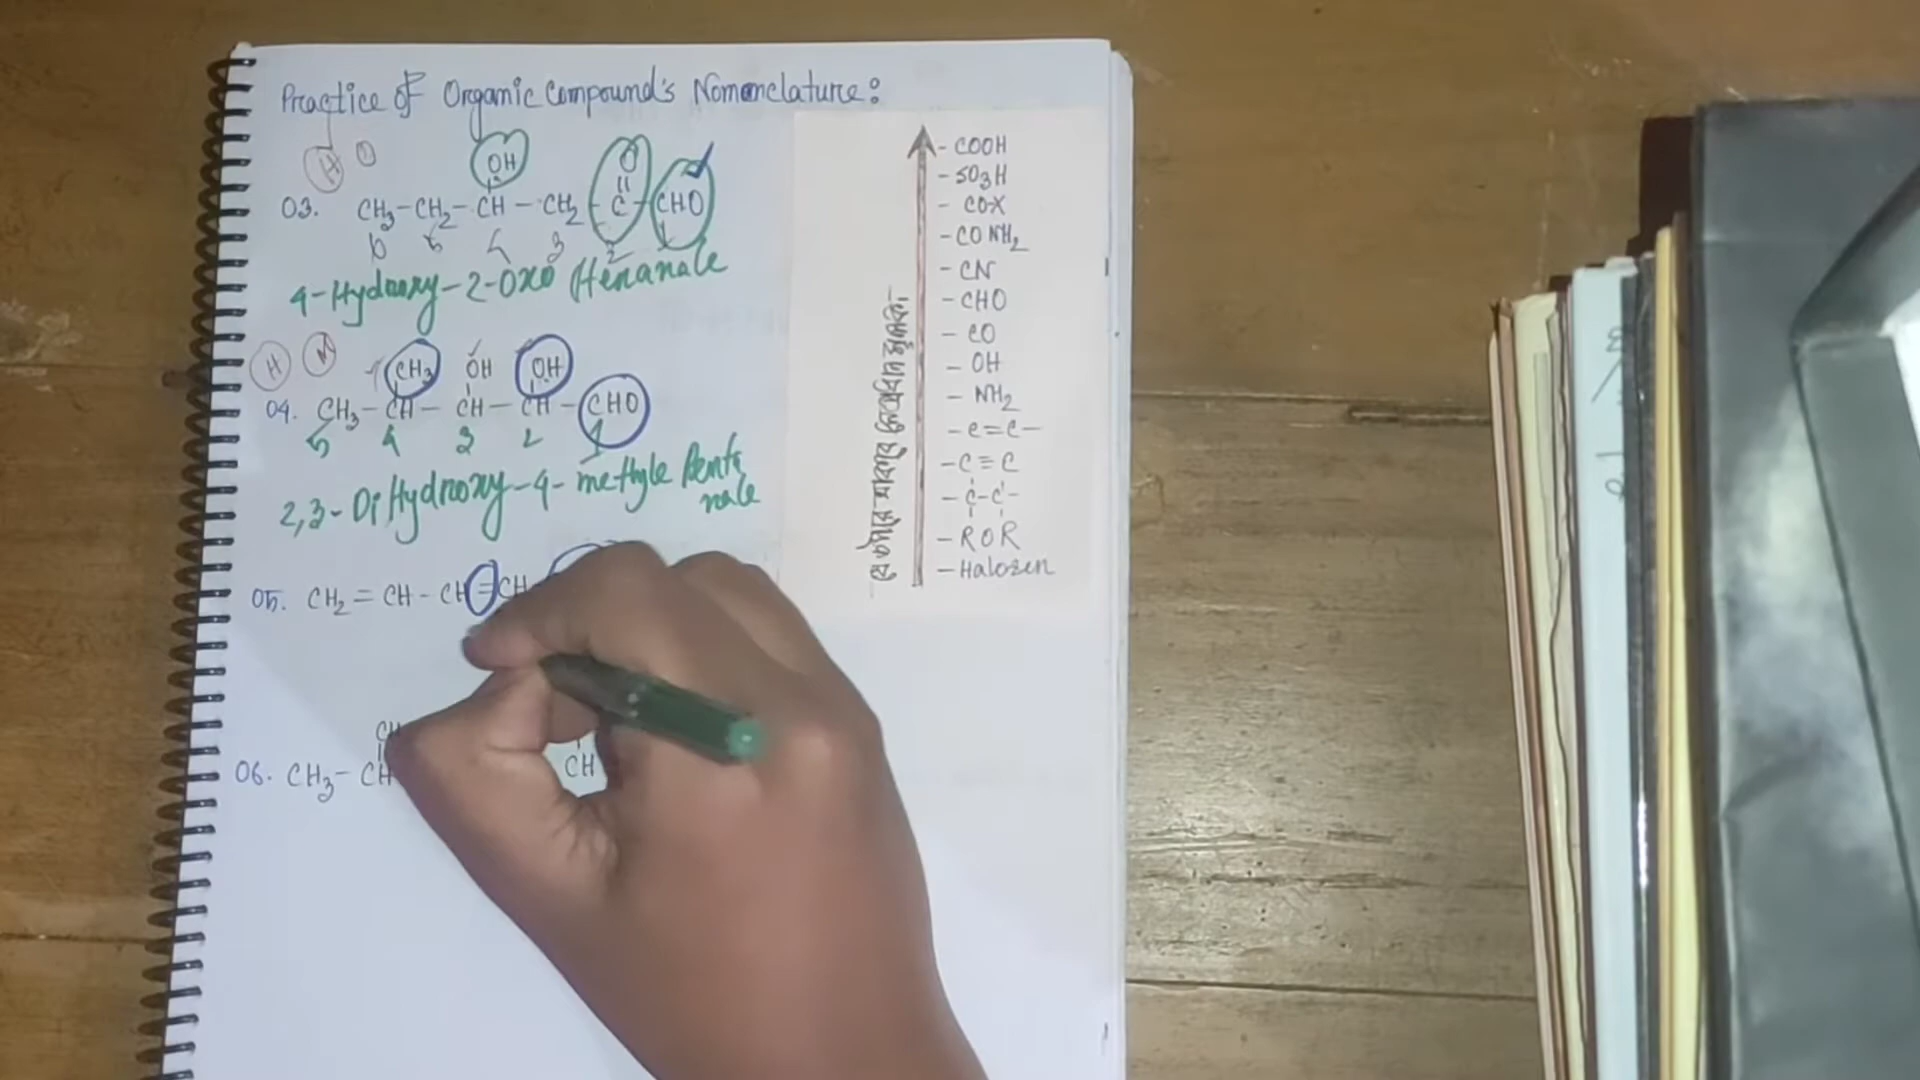 Practice of Organic Compound's Nomenclature:
H O
OH O
03. CH3-CH2-CH-CH2-C-CHO
6 5 4 3 2 1
4-Hydroxy-2-Oxo Hexanale
H M CH3 OH OH
04. CH3-CH-CH-CH-CHO
5 4 3 2 1
2,3-DiHydroxy-4-methyle Penta
nale
05. CH2=CH-CH=CH
06. CH3-CH CH
-COOH
-SO3H
-COX
-CONH2
-CN
-CHO
-CO
-OH
-NH2
-C=C-
-C≡C
-C-C-
-ROR
-Halozen